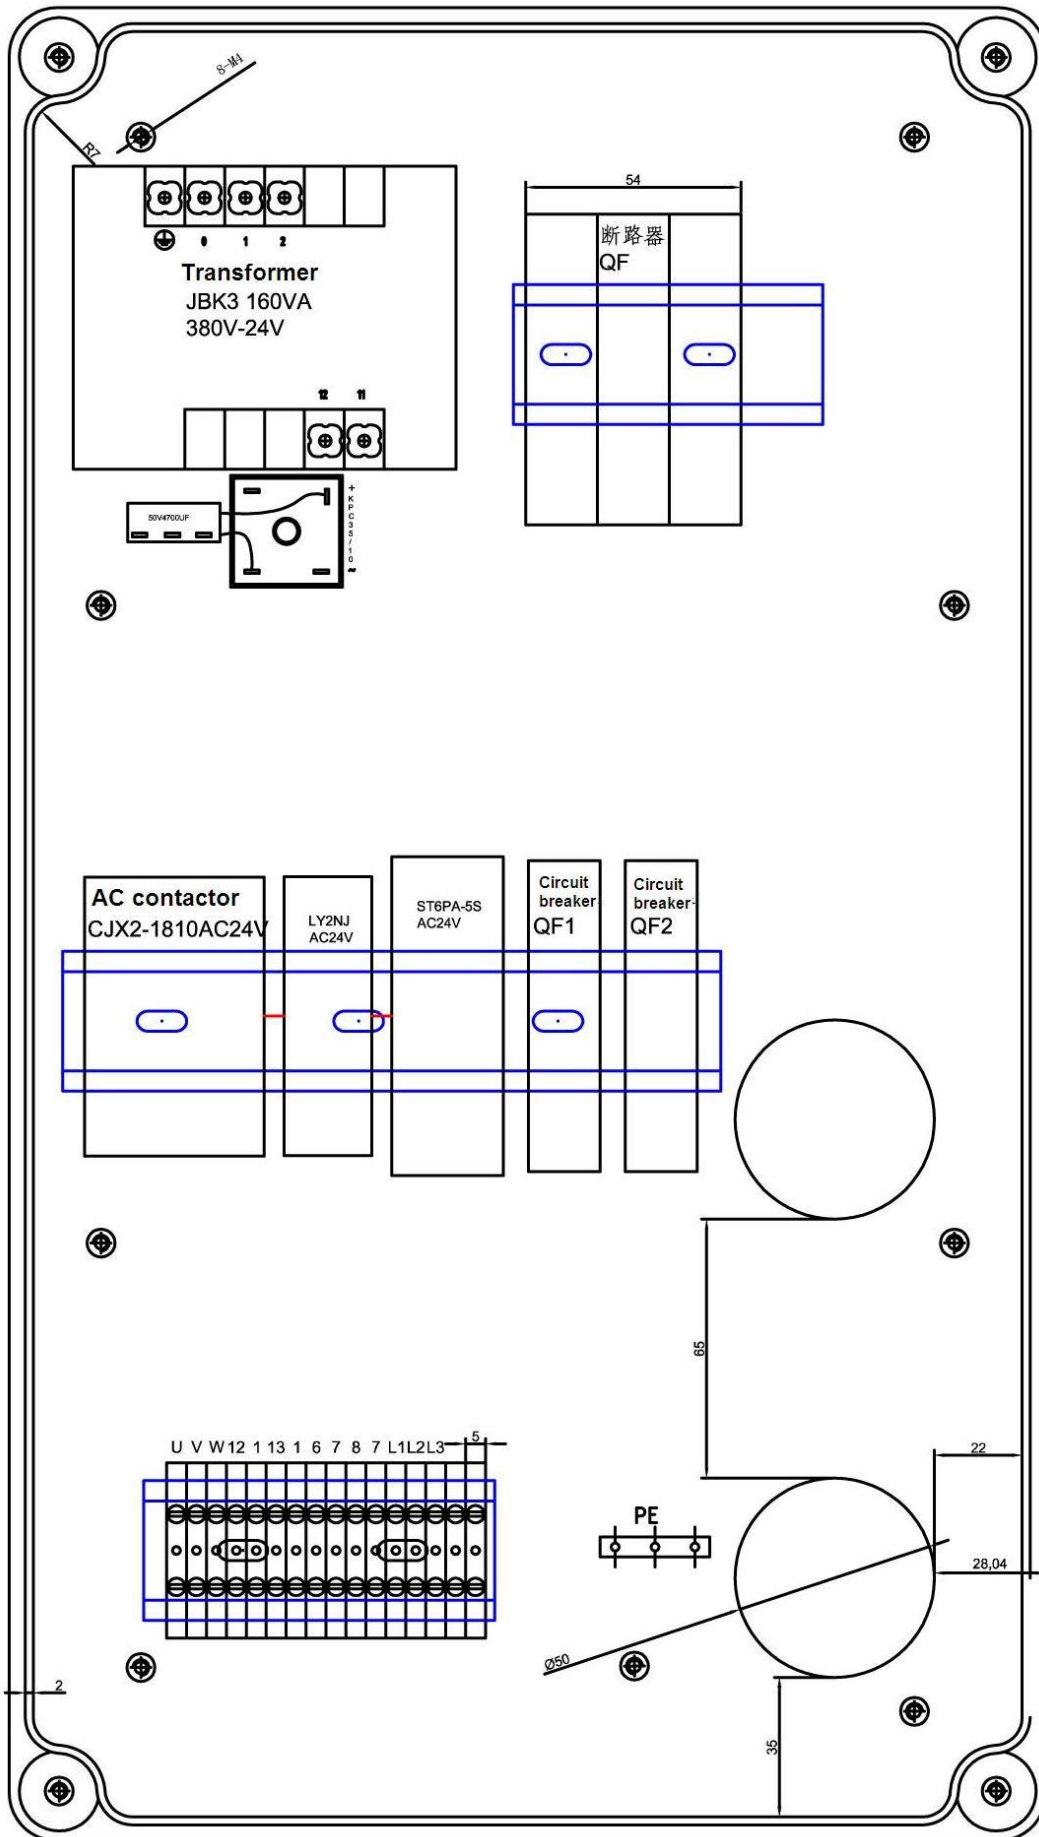 8-M4
R7
54
断路器
QF
0 1 2
Transformer
JBK3 160VA
380V-24V
12 11
50V4700UF
+
KPC35/10
~
AC contactor
CJX2-1810AC24V
LY2NJ
AC24V
ST6PA-5S
AC24V
Circuit
breaker
QF1
Circuit
breaker
QF2
65
U V W 12 1 13 1 6 7 8 7 L1 L2 L3
5
22
PE
28,04
Ø50
2
35